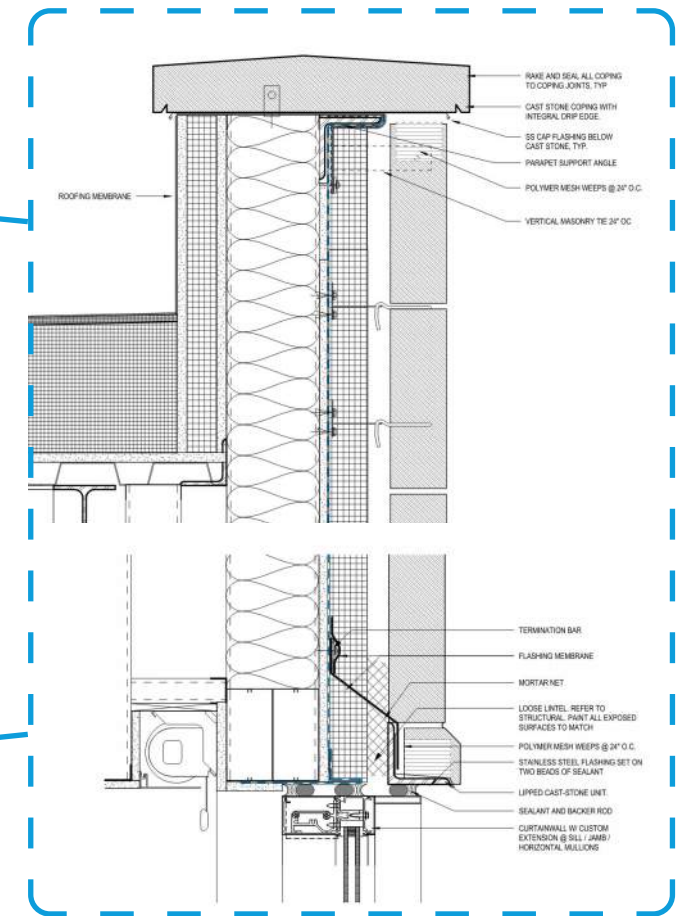 RAKE AND SEAL ALL COPING
TO COPING JOINTS, TYP
CAST STONE COPING WITH
INTEGRAL DRIP EDGE.
SS CAP FLASHING BELOW
CAST STONE, TYP.
PARAPET SUPPORT ANGLE
ROOFING MEMBRANE
POLYMER MESH WEEPS @ 24" O.C.
VERTICAL MASONRY TIE 24" OC
TERMINATION BAR
FLASHING MEMBRANE
MORTAR NET
LOOSE LINTEL. REFER TO
STRUCTURAL. PAINT ALL EXPOSED
SURFACES TO MATCH
POLYMER MESH WEEPS @ 24" O.C.
STAINLESS STEEL FLASHING SET ON
TWO BEADS OF SEALANT
LIPPED CAST-STONE UNIT
SEALANT AND BACKER ROD
CURTAINWALL W/ CUSTOM
EXTENSION @ SILL / JAMB /
HORIZONTAL MULLIONS